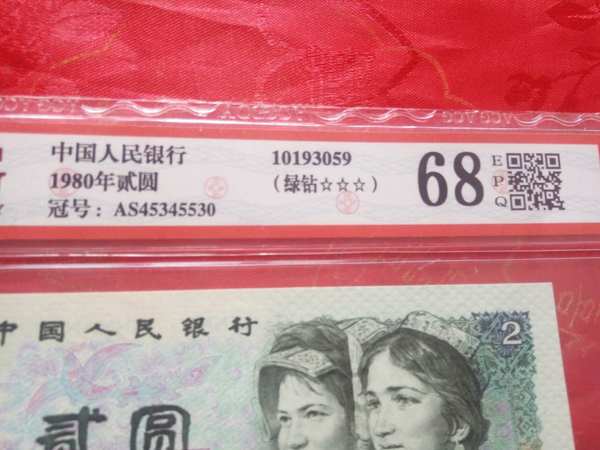 中国人民银行 10193059
1980年贰圆 (绿钻☆☆☆)
冠号: AS45345530
68 EPQ
中国人民银行
2
贰圆